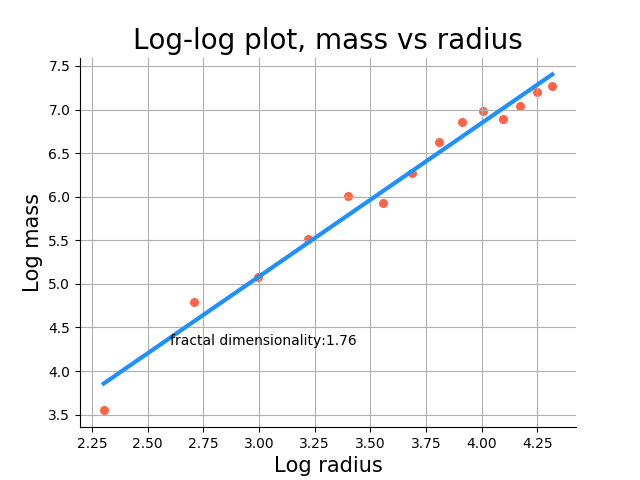 Log-log plot, mass vs radius
7.5
7.0
6.5
6.0
5.5
5.0
4.5
4.0
3.5
Log mass
fractal dimensionality:1.76
2.25 2.50 2.75 3.00 3.25 3.50 3.75 4.00 4.25
Log radius